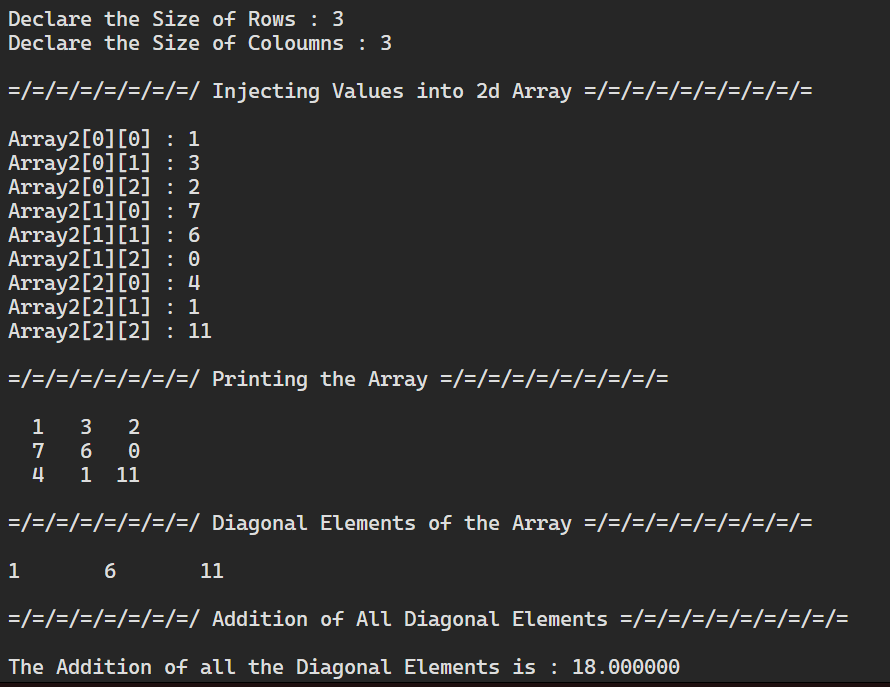 Declare the Size of Rows : 3
Declare the Size of Coloumns : 3
=/=/=/=/=/=/=/=/ Injecting Values into 2d Array =/=/=/=/=/=/=/=/=/=
Array2[0][0] : 1
Array2[0][1] : 3
Array2[0][2] : 2
Array2[1][0] : 7
Array2[1][1] : 6
Array2[1][2] : 0
Array2[2][0] : 4
Array2[2][1] : 1
Array2[2][2] : 11
=/=/=/=/=/=/=/=/ Printing the Array =/=/=/=/=/=/=/=/=/=
1   3   2
7   6   0
4   1  11
=/=/=/=/=/=/=/=/ Diagonal Elements of the Array =/=/=/=/=/=/=/=/=/=
1       6       11
=/=/=/=/=/=/=/=/ Addition of All Diagonal Elements =/=/=/=/=/=/=/=/=/=
The Addition of all the Diagonal Elements is : 18.000000